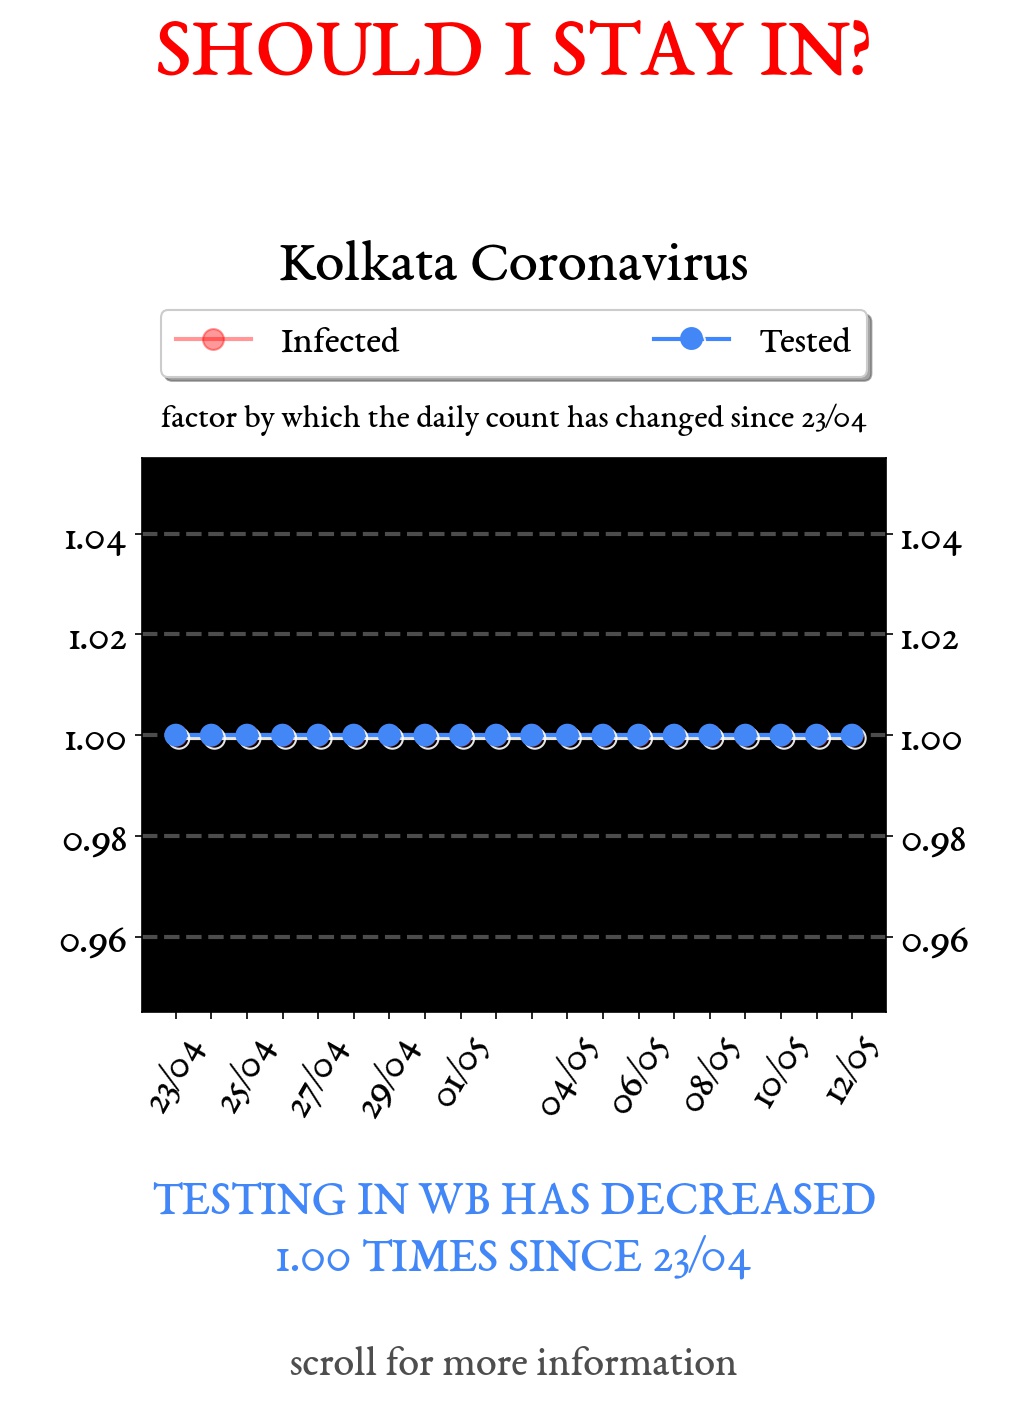 SHOULD I STAY IN?
Kolkata Coronavirus
Infected Tested
factor by which the daily count has changed since 23/04
1.04 1.04
1.02 1.02
1.00 1.00
0.98 0.98
0.96 0.96
23/04 25/04 27/04 29/04 01/05 04/05 06/05 08/05 10/05 12/05
TESTING IN WB HAS DECREASED
1.00 TIMES SINCE 23/04
scroll for more information